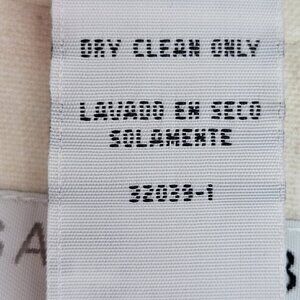 DRY CLEAN ONLY
LAVADO EN SECO
SOLAMENTE
32039-1